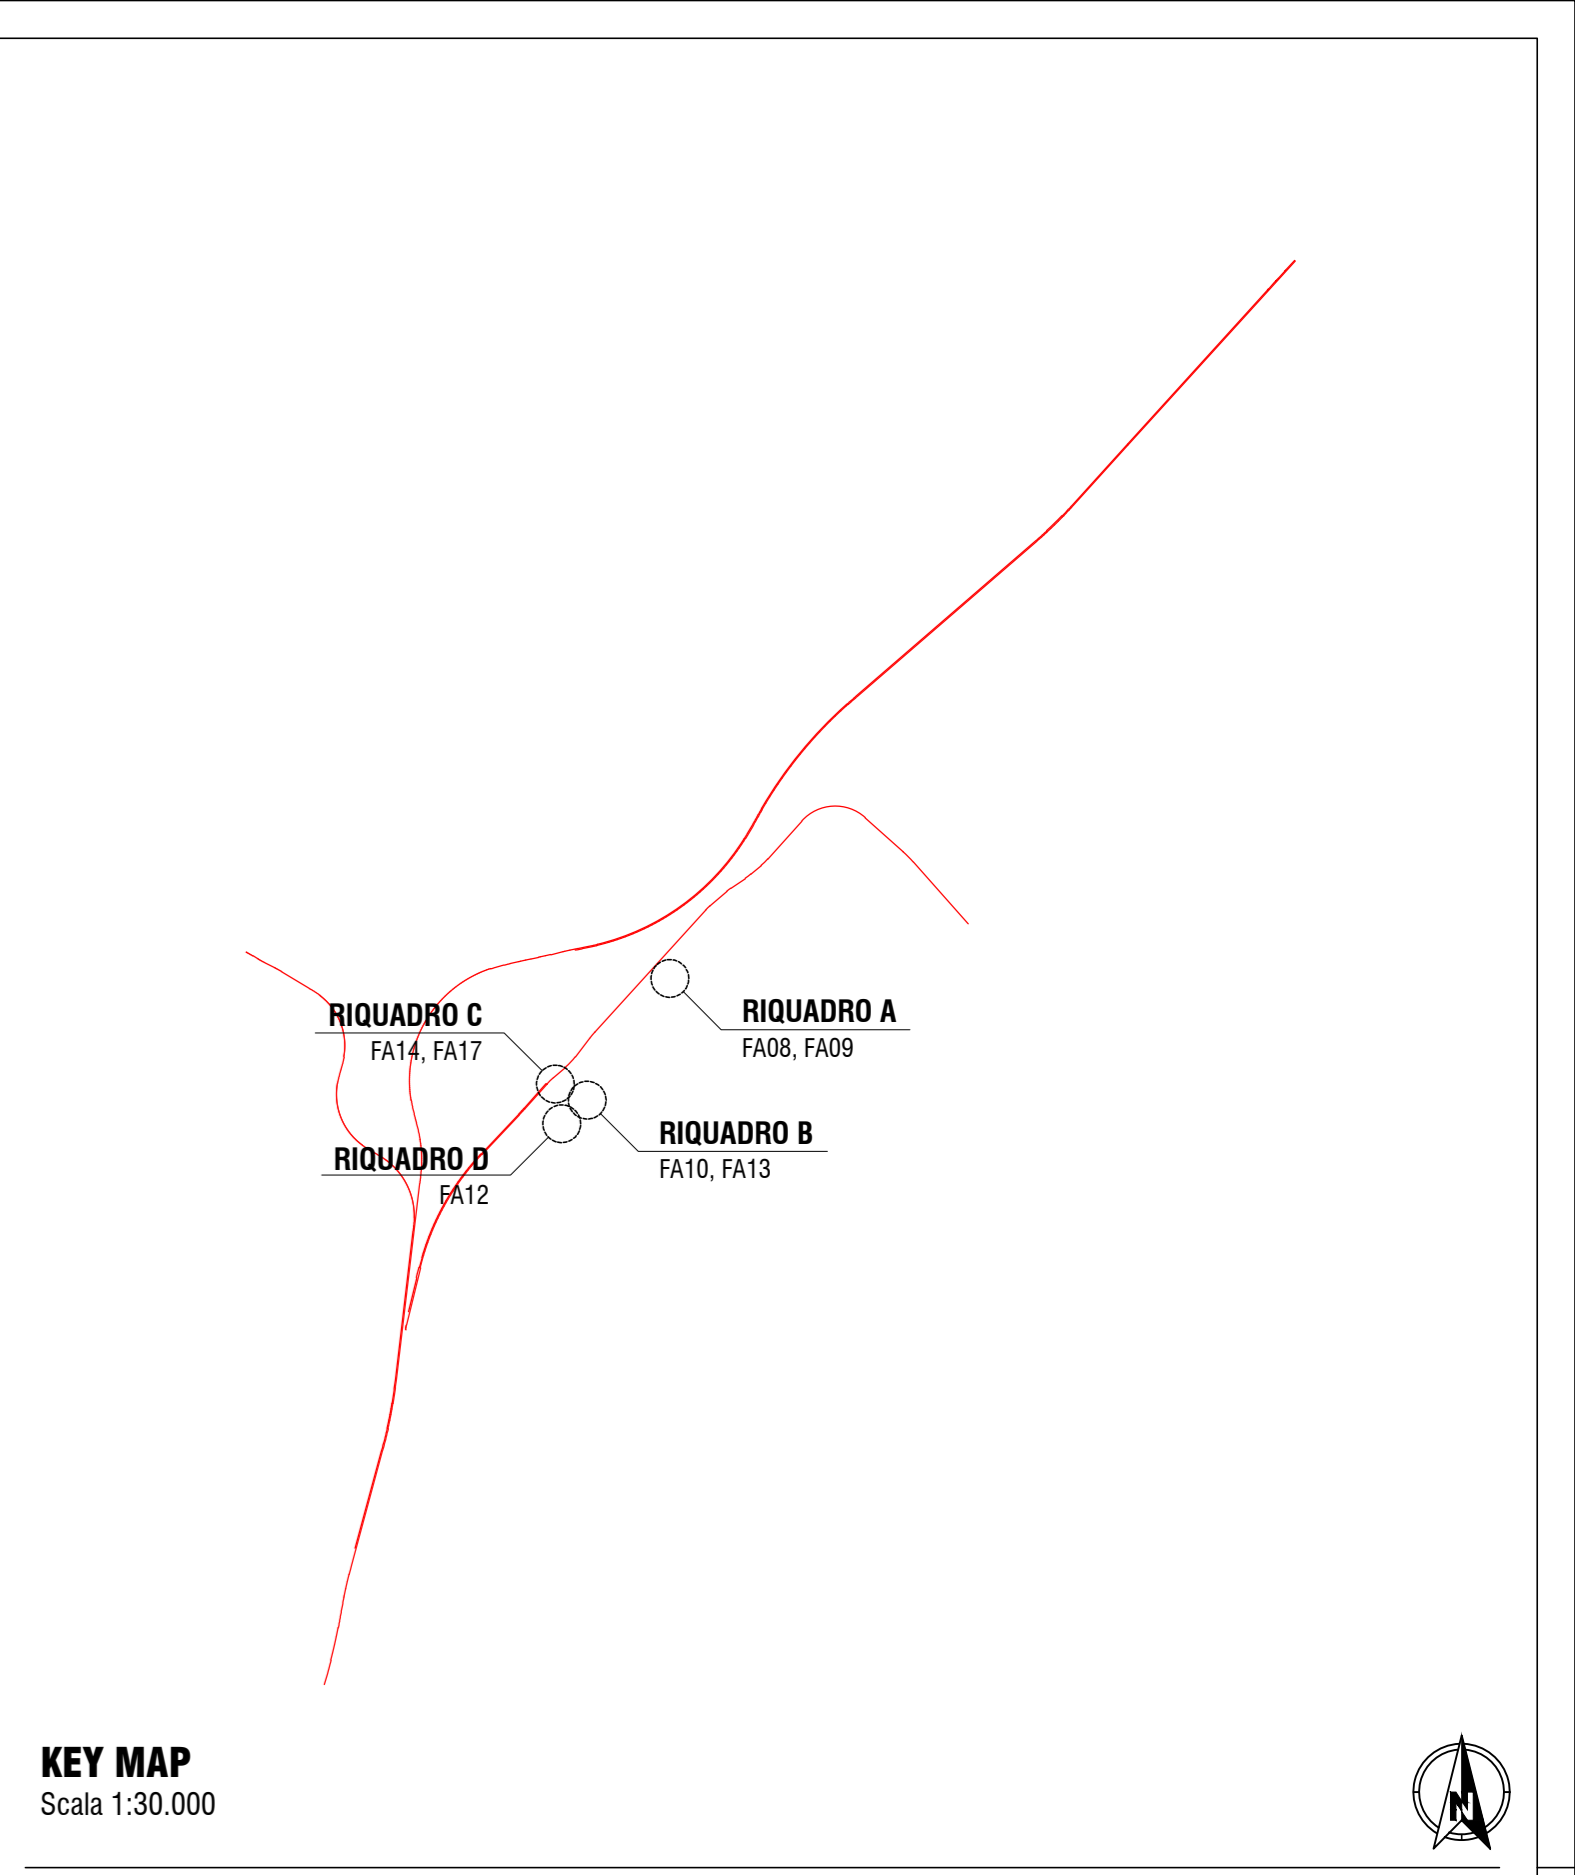 RIQUADRO C
FA14, FA17
RIQUADRO A
FA08, FA09
RIQUADRO B
FA10, FA13
RIQUADRO D
FA12
KEY MAP
Scala 1:30.000
N